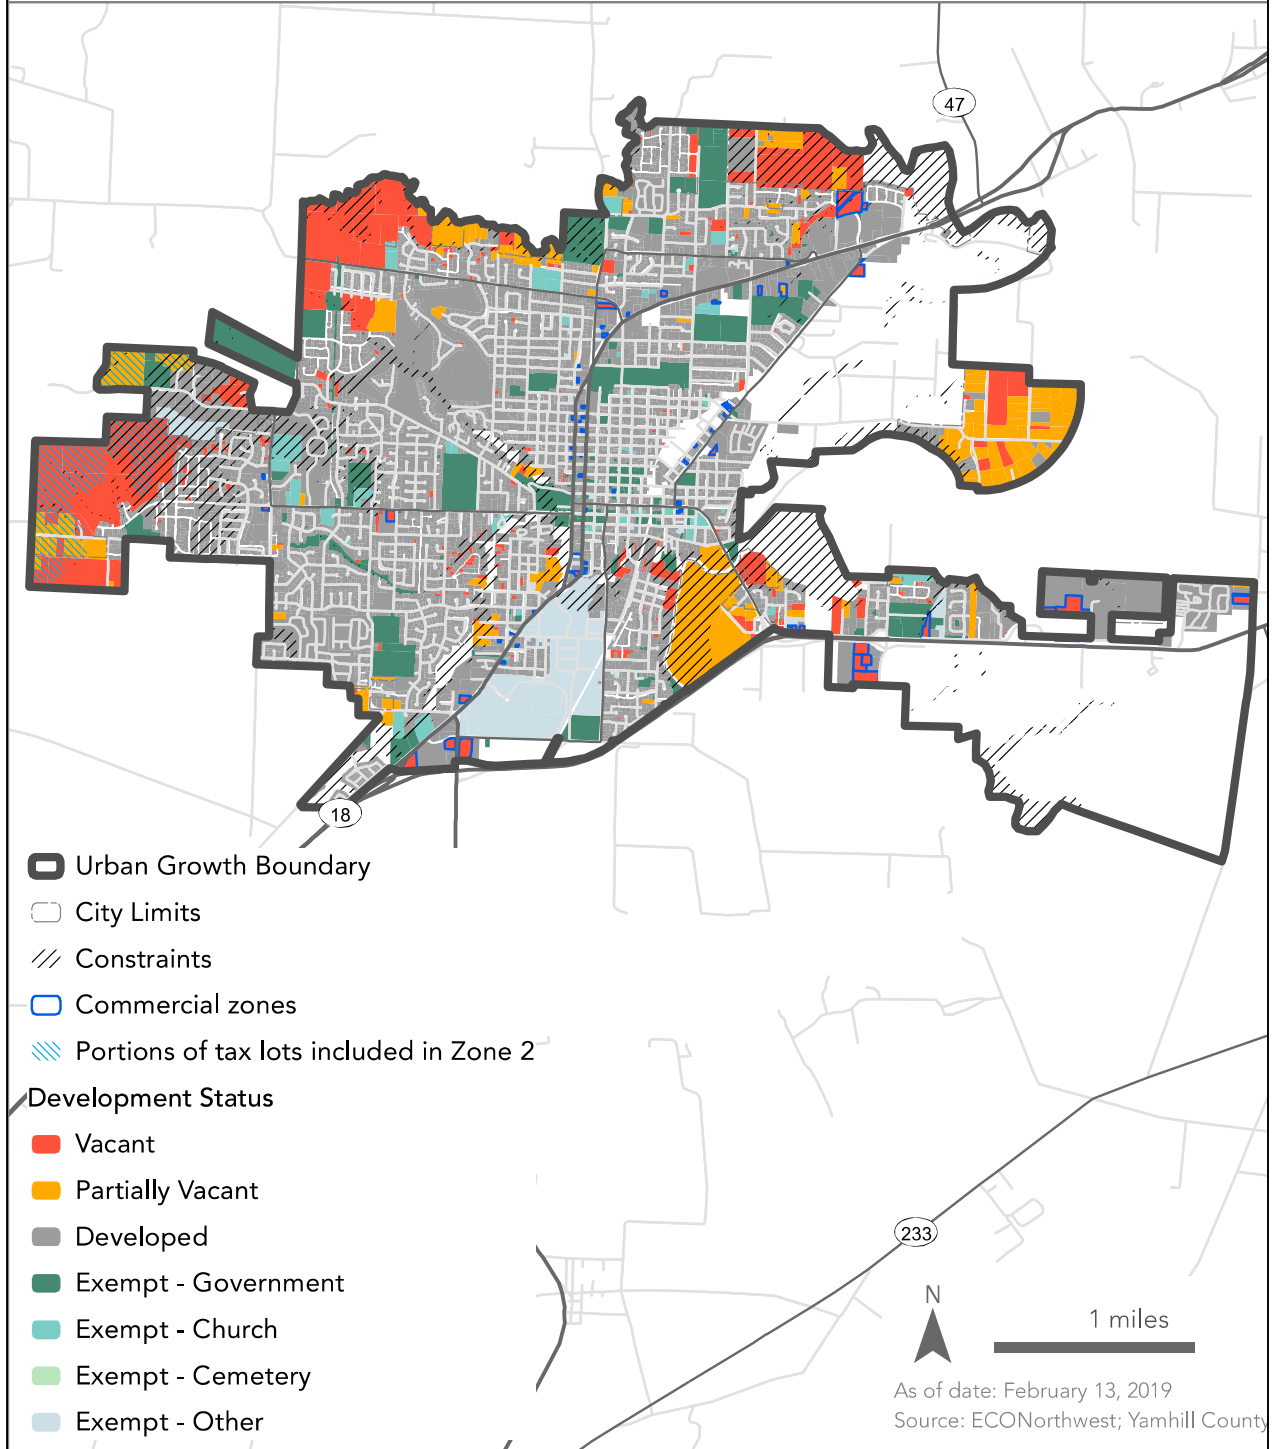 47
18
Urban Growth Boundary
City Limits
Constraints
Commercial zones
Portions of tax lots included in Zone 2
Development Status
Vacant
Partially Vacant
Developed
Exempt - Government
Exempt - Church
Exempt - Cemetery
Exempt - Other
233
N
1 miles
As of date: February 13, 2019
Source: ECONorthwest; Yamhill County